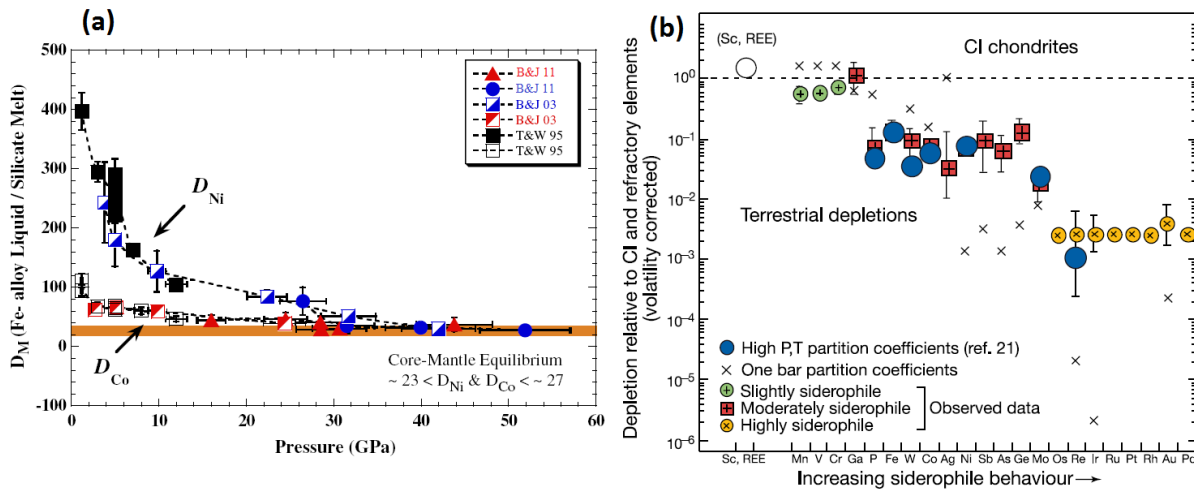 (a)
500
400
300
200
100
0
-100
D_M (Fe- alloy Liquid / Silicate Melt)
B&J 11
B&J 11
B&J 03
B&J 03
T&W 95
T&W 95
D_Ni
D_Co
Core-Mantle Equilibrium
~ 23 < D_Ni & D_Co < ~ 27
0 10 20 30 40 50 60
Pressure (GPa)
(b)
(Sc, REE)
CI chondrites
10^0
10^-1
10^-2
10^-3
10^-4
10^-5
10^-6
Depletion relative to CI and refractory elements
(volatility corrected)
Terrestrial depletions
High P,T partition coefficients (ref. 21)
One bar partition coefficients
Slightly siderophile
Moderately siderophile
Highly siderophile
Observed data
Sc, REE Mn V Cr Ga P Fe W Co Ag Ni Sb As Ge Mo Os Re Ir Ru Pt Rh Au Pd
Increasing siderophile behaviour→